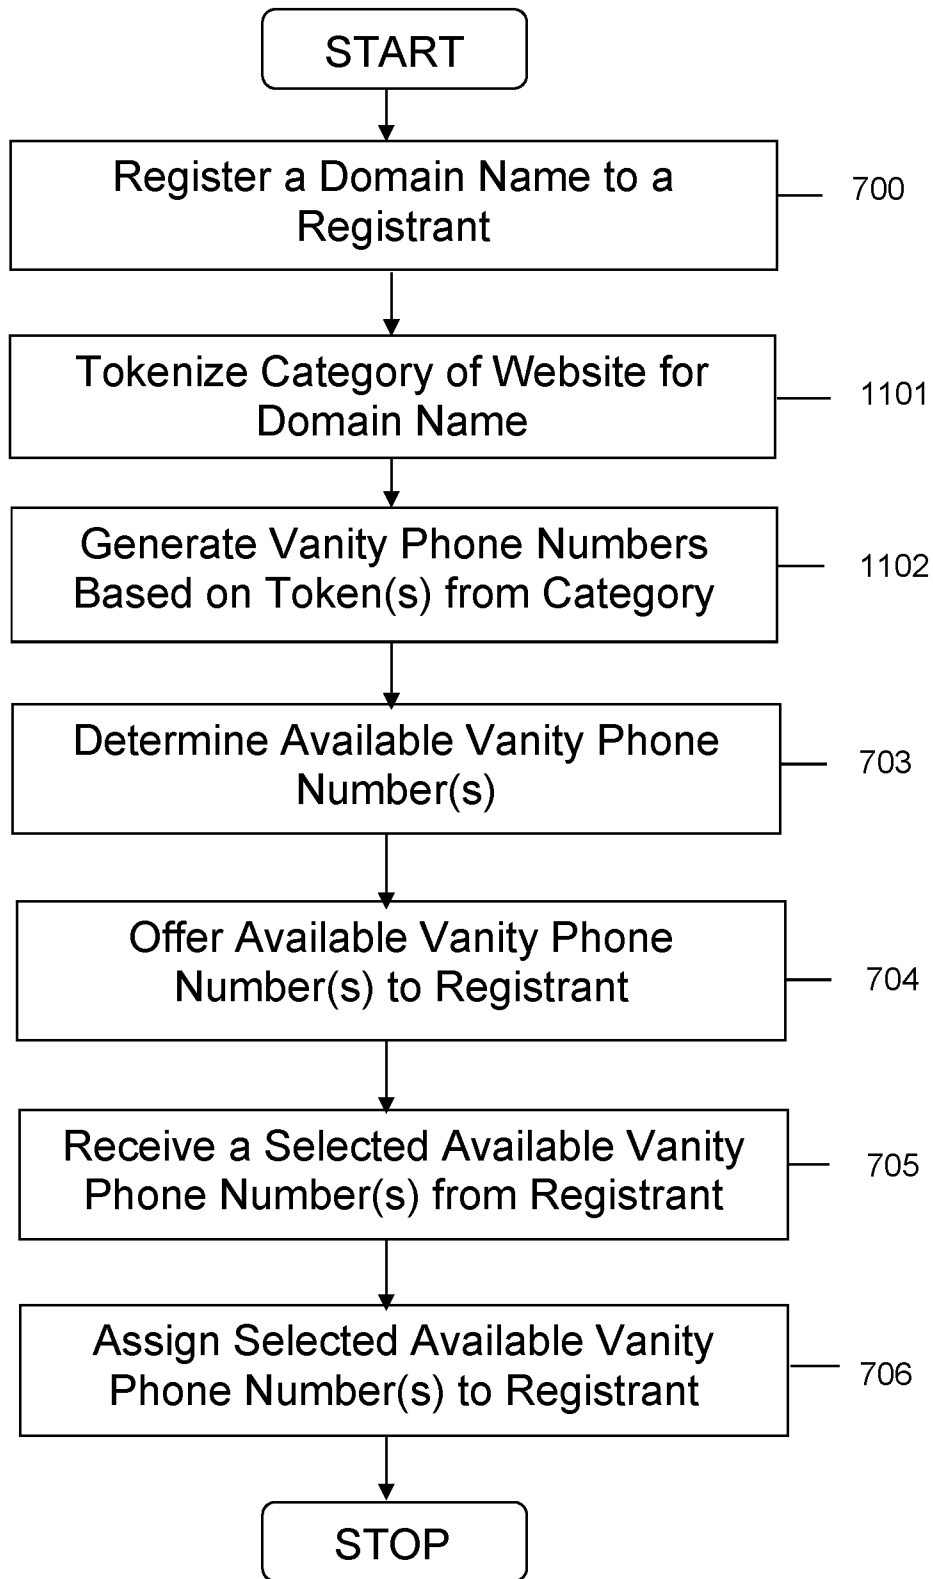 START
Register a Domain Name to a
Registrant
700
Tokenize Category of Website for
Domain Name
1101
Generate Vanity Phone Numbers
Based on Token(s) from Category
1102
Determine Available Vanity Phone
Number(s)
703
Offer Available Vanity Phone
Number(s) to Registrant
704
Receive a Selected Available Vanity
Phone Number(s) from Registrant
705
Assign Selected Available Vanity
Phone Number(s) to Registrant
706
STOP